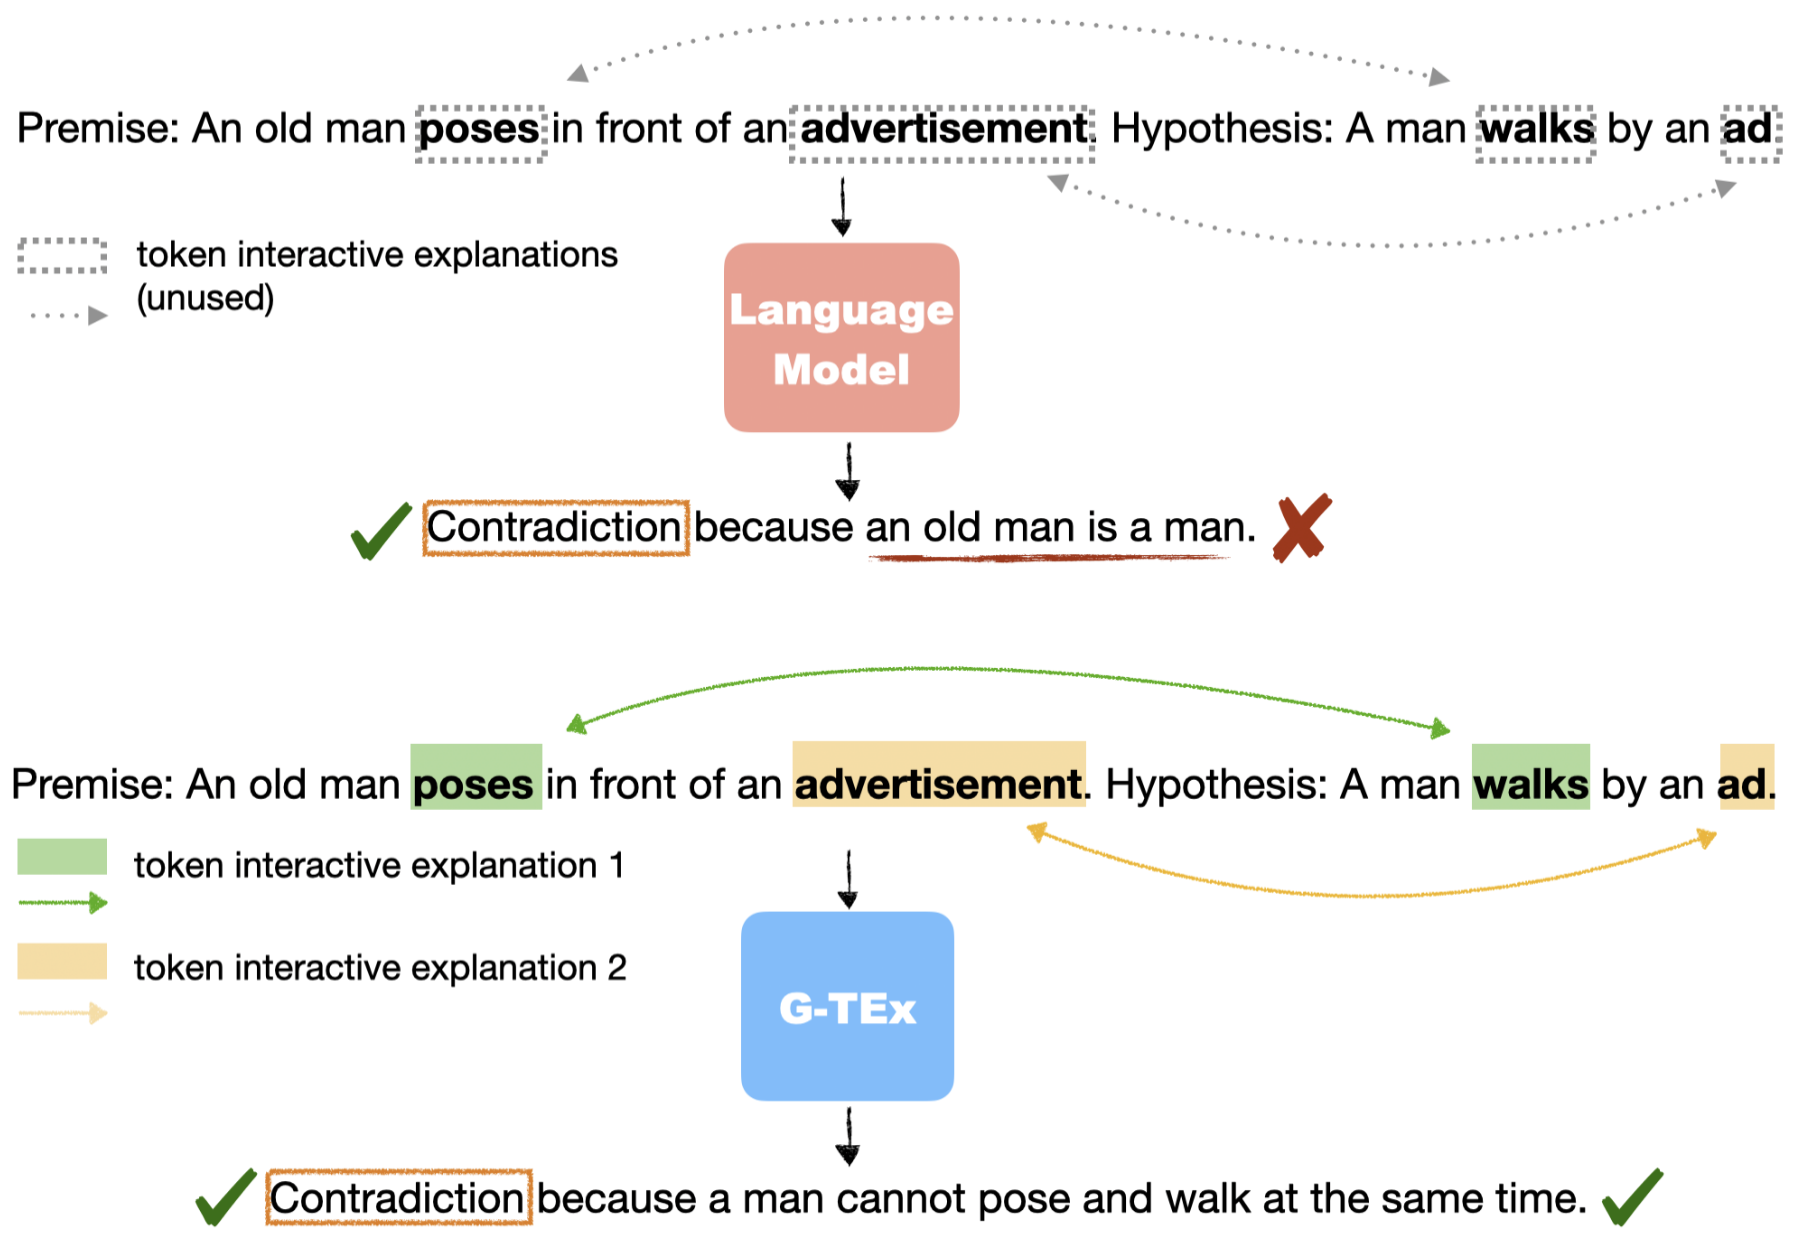 Premise: An old man poses in front of an advertisement. Hypothesis: A man walks by an ad
token interactive explanations
(unused)
Language
Model
Contradiction because an old man is a man.
Premise: An old man poses in front of an advertisement. Hypothesis: A man walks by an ad.
token interactive explanation 1
token interactive explanation 2
G-TEx
Contradiction because a man cannot pose and walk at the same time.